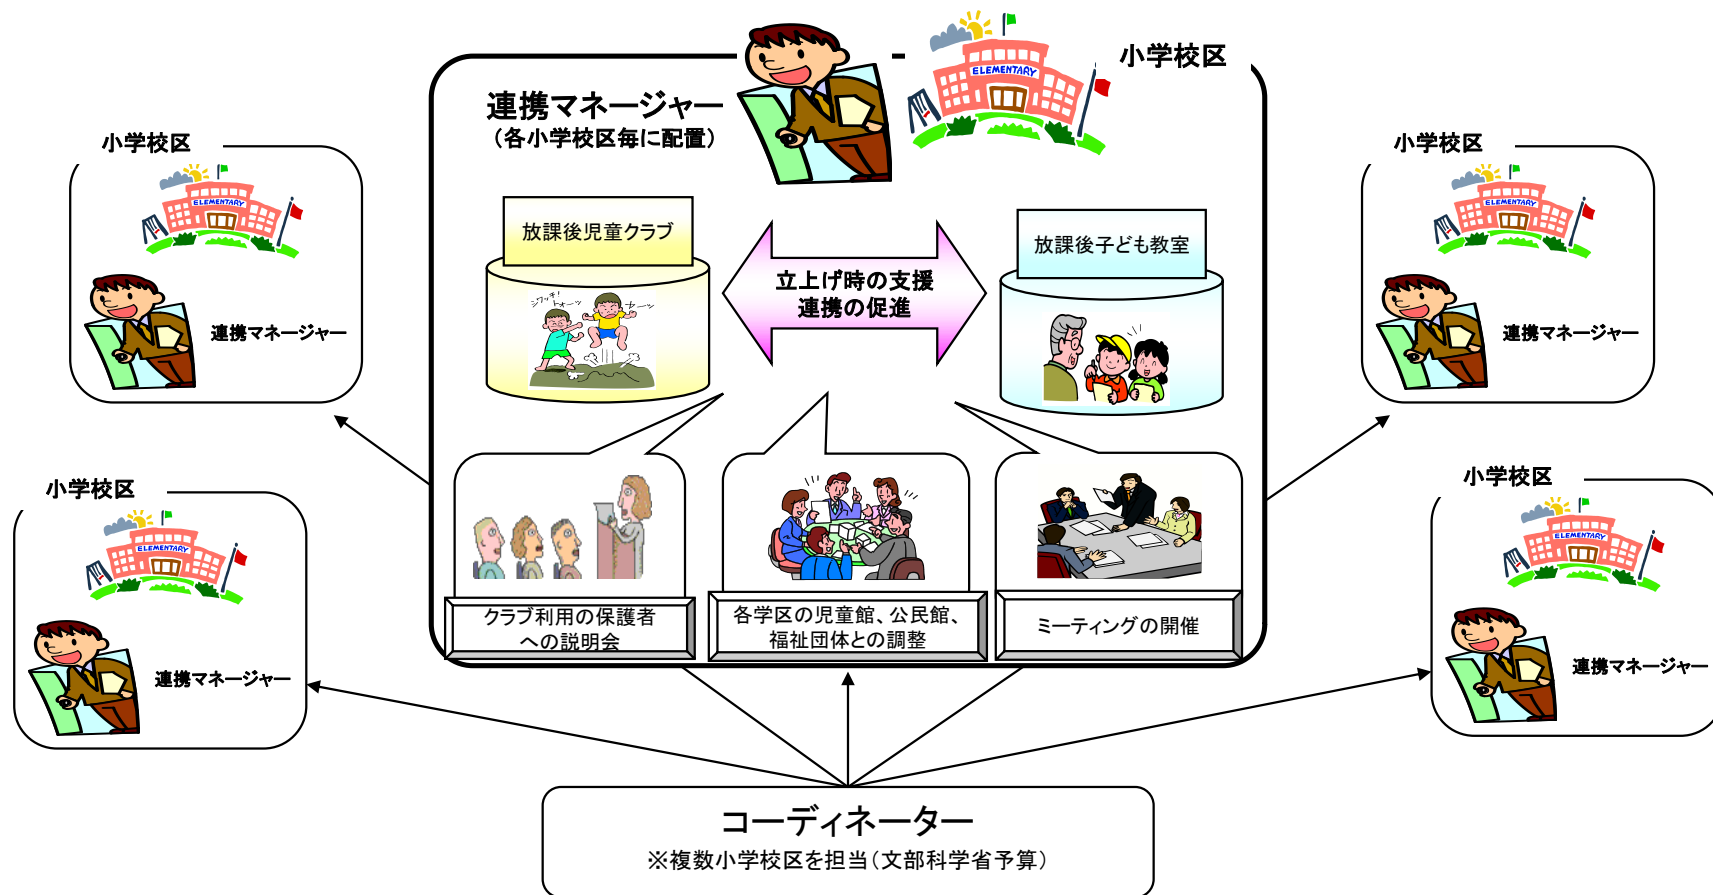 小学校区
連携マネージャー
（各小学校区毎に配置）
ELEMENTARY
放課後児童クラブ
立上げ時の支援
連携の促進
放課後子ども教室
クラブ利用の保護者
への説明会
各学区の児童館、公民館、
福祉団体との調整
ミーティングの開催
小学校区
ELEMENTARY
連携マネージャー
小学校区
ELEMENTARY
連携マネージャー
小学校区
ELEMENTARY
連携マネージャー
小学校区
ELEMENTARY
連携マネージャー
コーディネーター
※複数小学校区を担当（文部科学省予算）